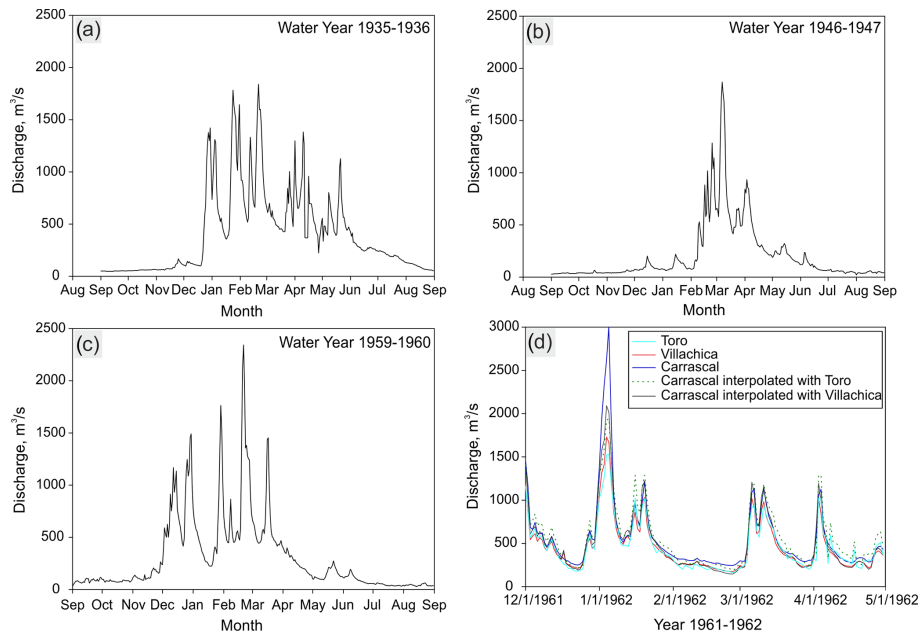 (a)
Water Year 1935-1936
Discharge, m³/s
2500
2000
1500
1000
500
0
Aug Sep Oct Nov Dec Jan Feb Mar Apr May Jun Jul Aug Sep
Month
(b)
Water Year 1946-1947
Discharge, m³/s
2500
2000
1500
1000
500
0
Aug Sep Oct Nov Dec Jan Feb Mar Apr May Jun Jul Aug Sep
Month
(c)
Water Year 1959-1960
Discharge, m³/s
2500
2000
1500
1000
500
0
Sep Oct Nov Dec Jan Feb Mar Apr May Jun Jul Aug Sep
Month
(d)
Toro
Villachica
Carrascal
Carrascal interpolated with Toro
Carrascal interpolated with Villachica
Discharge, m³/s
3000
2500
2000
1500
1000
500
0
12/1/1961 1/1/1962 2/1/1962 3/1/1962 4/1/1962 5/1/1962
Year 1961-1962